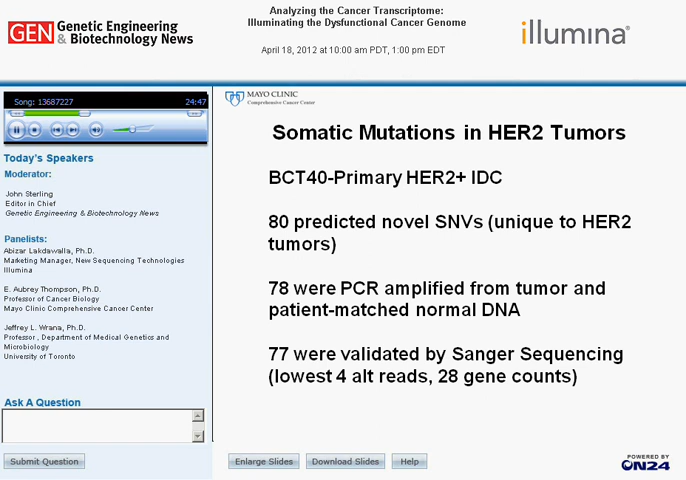 GEN Genetic Engineering
& Biotechnology News
Analyzing the Cancer Transcriptome:
Illuminating the Dysfunctional Cancer Genome
April 18, 2012 at 10:00 am PDT, 1:00 pm EDT
illumina®
Song: 13687227
24:47
Today's Speakers
Moderator:
John Sterling
Editor in Chief
Genetic Engineering & Biotechnology News
Panelists:
Abizar Lakdawalla, Ph.D.
Marketing Manager, New Sequencing Technologies
Illumina
E. Aubrey Thompson, Ph.D.
Professor of Cancer Biology
Mayo Clinic Comprehensive Cancer Center
Jeffrey L. Wrana, Ph.D.
Professor , Department of Medical Genetics and
Microbiology
University of Toronto
Ask A Question
Submit Question
MAYO CLINIC
Comprehensive Cancer Center
Somatic Mutations in HER2 Tumors
BCT40-Primary HER2+ IDC
80 predicted novel SNVs (unique to HER2
tumors)
78 were PCR amplified from tumor and
patient-matched normal DNA
77 were validated by Sanger Sequencing
(lowest 4 alt reads, 28 gene counts)
Enlarge Slides
Download Slides
Help
POWERED BY
ON24